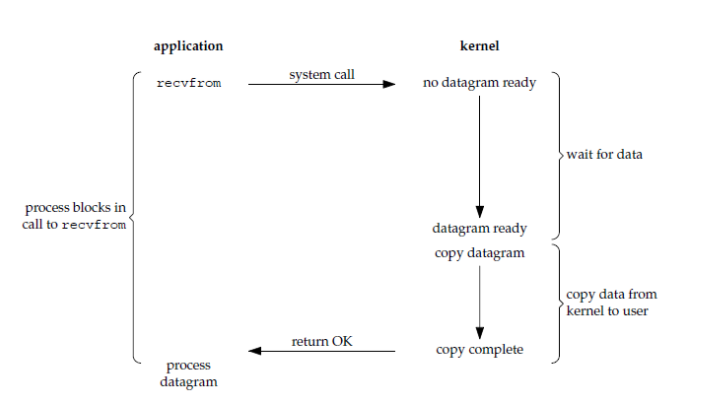 application
kernel
recvfrom
system call
no datagram ready
wait for data
process blocks in
call to recvfrom
datagram ready
copy datagram
copy data from
kernel to user
return OK
copy complete
process
datagram